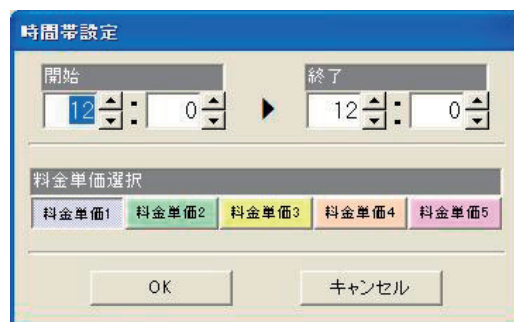 時間帯設定
開始 終了
12 : 0 ▶ 12 : 0
料金単価選択
料金単価1 料金単価2 料金単価3 料金単価4 料金単価5
OK キャンセル